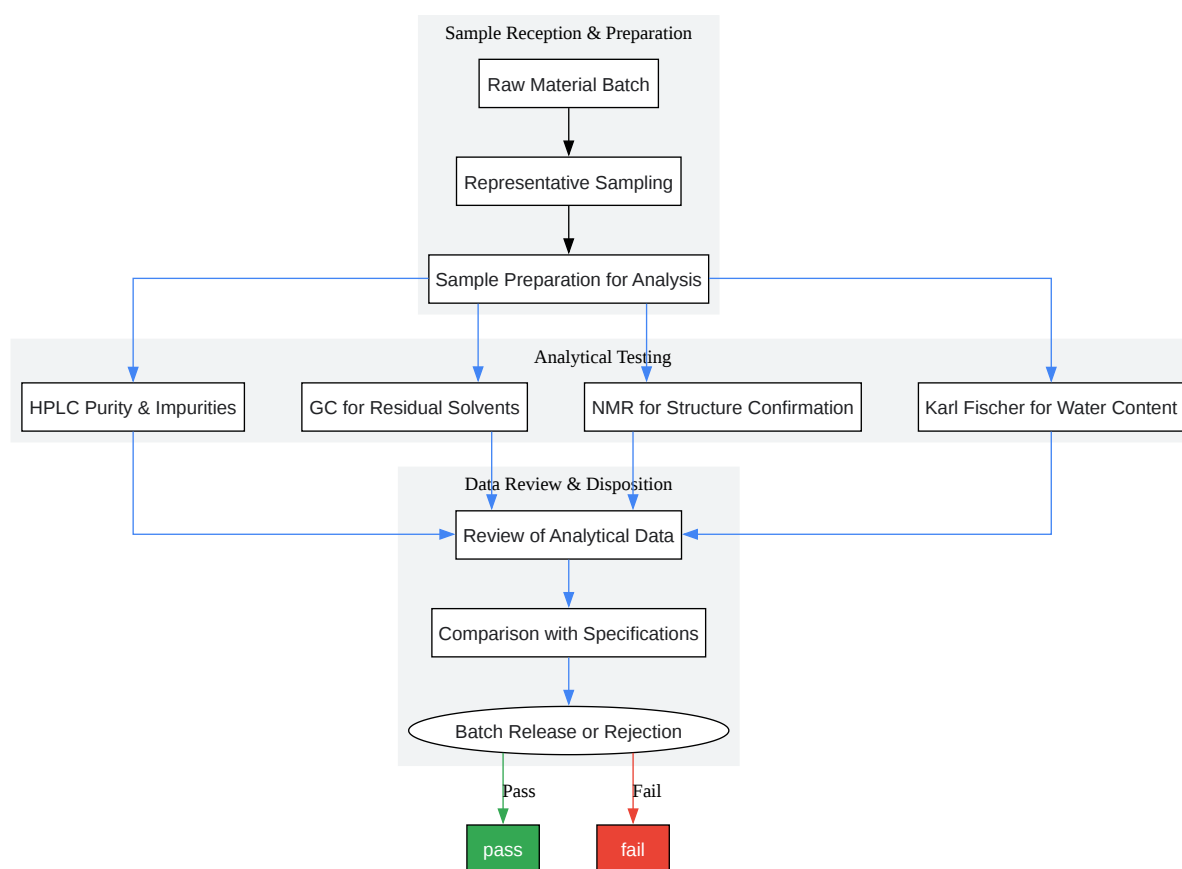 Sample Reception & Preparation
Raw Material Batch
Representative Sampling
Sample Preparation for Analysis
Analytical Testing
HPLC Purity & Impurities
GC for Residual Solvents
NMR for Structure Confirmation
Karl Fischer for Water Content
Data Review & Disposition
Review of Analytical Data
Comparison with Specifications
Batch Release or Rejection
Pass
Fail
pass
fail